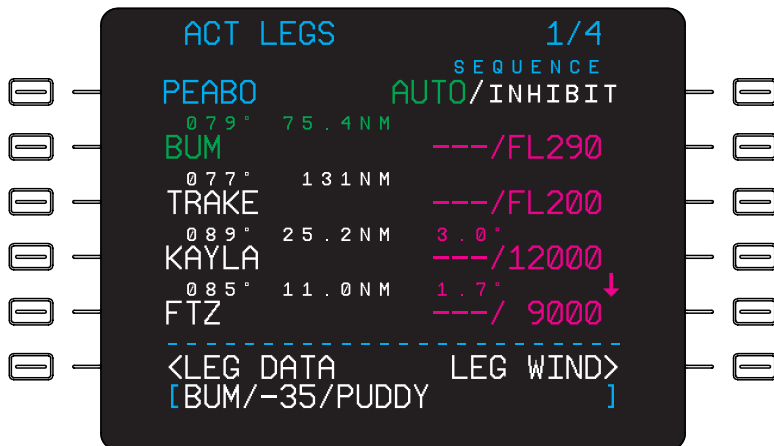 ACT LEGS 1/4
SEQUENCE
PEABO AUTO/INHIBIT
079° 75.4NM
BUM ---/FL290
077° 131NM
TRAKE ---/FL200
089° 25.2NM 3.0°
KAYLA ---/12000
085° 11.0NM 1.7°
FTZ ---/ 9000
------------------------
<LEG DATA LEG WIND>
[BUM/-35/PUDDY ]